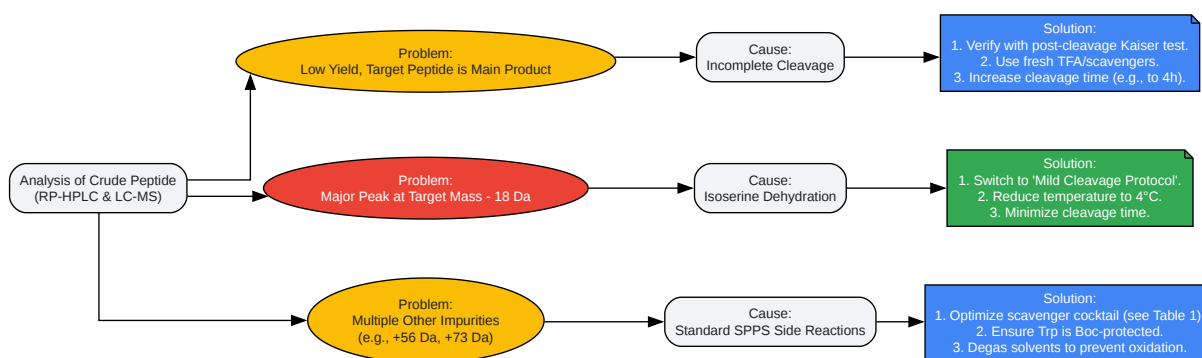 Analysis of Crude Peptide
(RP-HPLC & LC-MS)
Problem:
Low Yield, Target Peptide is Main Product
Cause:
Incomplete Cleavage
Solution:
1. Verify with post-cleavage Kaiser test.
2. Use fresh TFA/scavengers.
3. Increase cleavage time (e.g., to 4h).
Problem:
Major Peak at Target Mass - 18 Da
Cause:
Isoserine Dehydration
Solution:
1. Switch to 'Mild Cleavage Protocol'.
2. Reduce temperature to 4°C.
3. Minimize cleavage time.
Problem:
Multiple Other Impurities
(e.g., +56 Da, +73 Da)
Cause:
Standard SPPS Side Reactions
Solution:
1. Optimize scavenger cocktail (see Table 1)
2. Ensure Trp is Boc-protected.
3. Degas solvents to prevent oxidation.